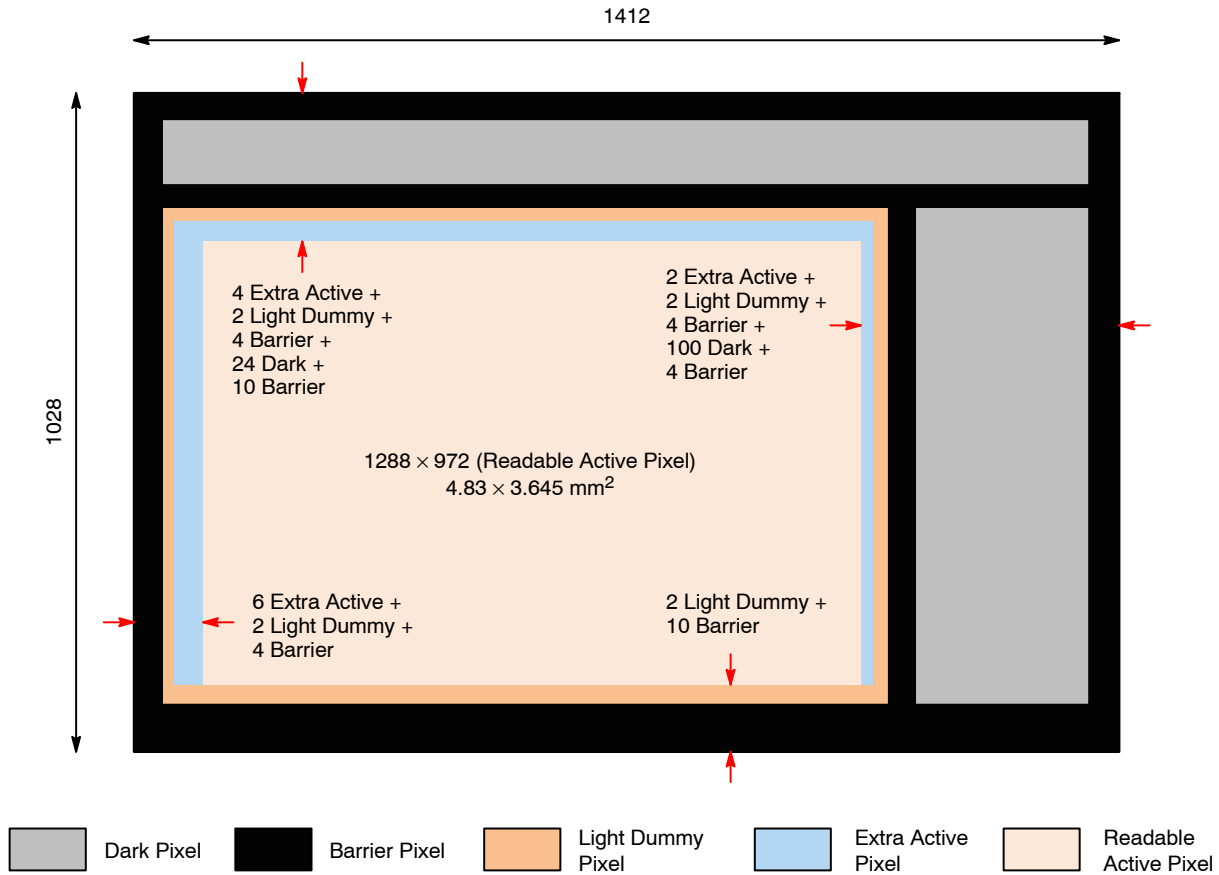 1412
1028
4 Extra Active +
2 Light Dummy +
4 Barrier +
24 Dark +
10 Barrier
2 Extra Active +
2 Light Dummy +
4 Barrier +
100 Dark +
4 Barrier
1288 × 972 (Readable Active Pixel)
4.83 × 3.645 mm²
6 Extra Active +
2 Light Dummy +
4 Barrier
2 Light Dummy +
10 Barrier
Dark Pixel
Barrier Pixel
Light Dummy
Pixel
Extra Active
Pixel
Readable
Active Pixel